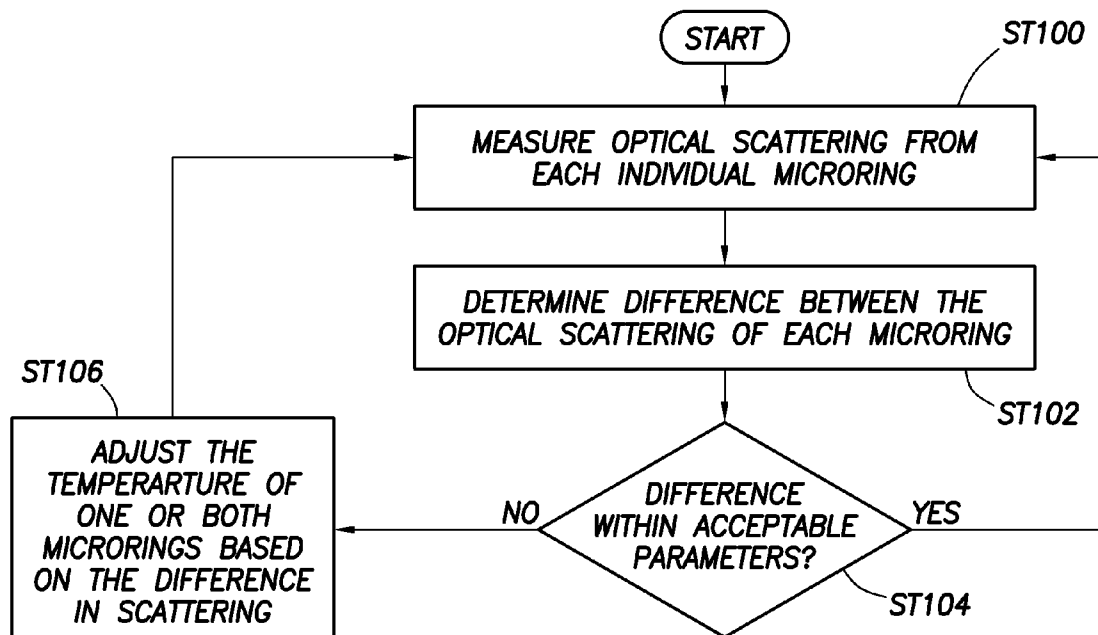 START
ST100
MEASURE OPTICAL SCATTERING FROM
EACH INDIVIDUAL MICRORING
DETERMINE DIFFERENCE BETWEEN THE
OPTICAL SCATTERING OF EACH MICRORING
ST102
ST106
ADJUST THE
TEMPERARTURE OF
ONE OR BOTH
MICRORINGS BASED
ON THE DIFFERENCE
IN SCATTERING
NO
DIFFERENCE
WITHIN ACCEPTABLE
PARAMETERS?
YES
ST104